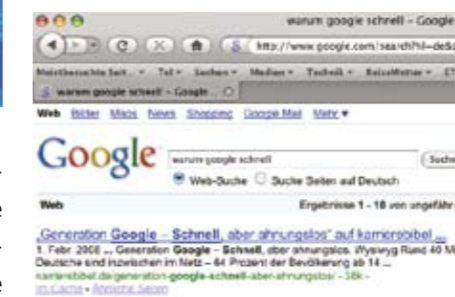 warum google schnell – Google
http://www.google.com/search?hl=de&c
Meistbesuchte Seit... Tel Suchen Medien Technik
warum google schnell – Google ...
Web Bilder Maps News Shopping Google Mail Mehr ▼
Google
warum google schnell
Suche
Web-Suche Suche Seiten auf Deutsch
Web Ergebnisse 1 - 10 von ungefähr
„Generation Google – Schnell, aber ahnungslos“ auf karrierebibel ...
1. Febr. 2008 ... Generation Google – Schnell, aber ahnungslos. Wysiwyg Rund 40 Mi
Deutsche sind inzwischen im Netz – 64 Prozent der Bevölkerung ab 14 ...
karrierebibel.de/generation-google-schnell-aber-ahnungslos/ - 38k -
Im Cache - Ähnliche Seiten